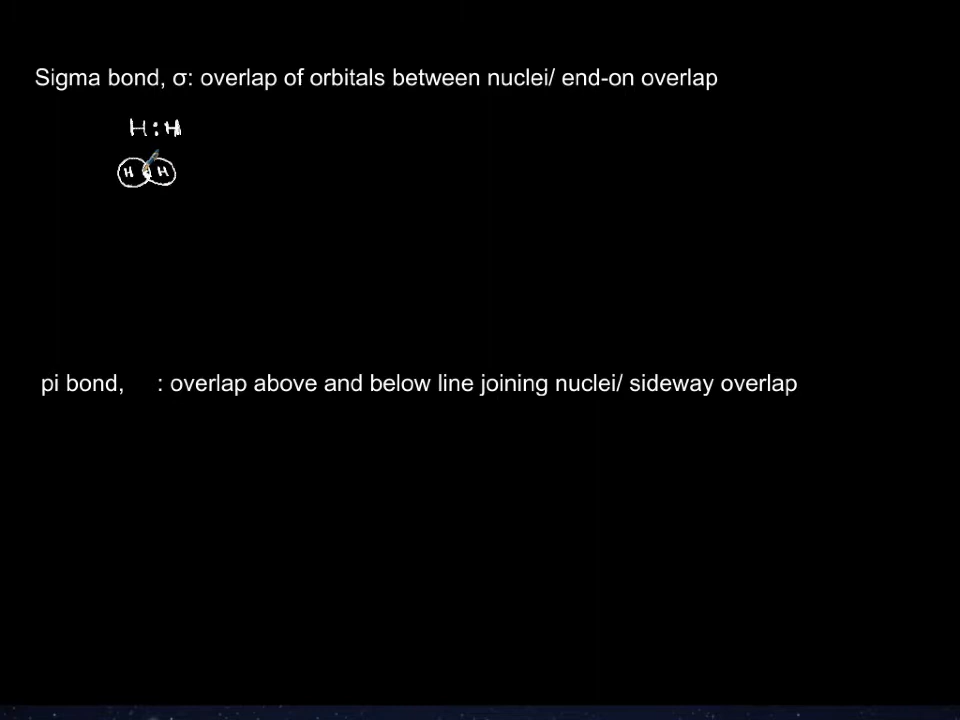 Sigma bond, σ: overlap of orbitals between nuclei/ end-on overlap
H:H
H H
pi bond, : overlap above and below line joining nuclei/ sideway overlap